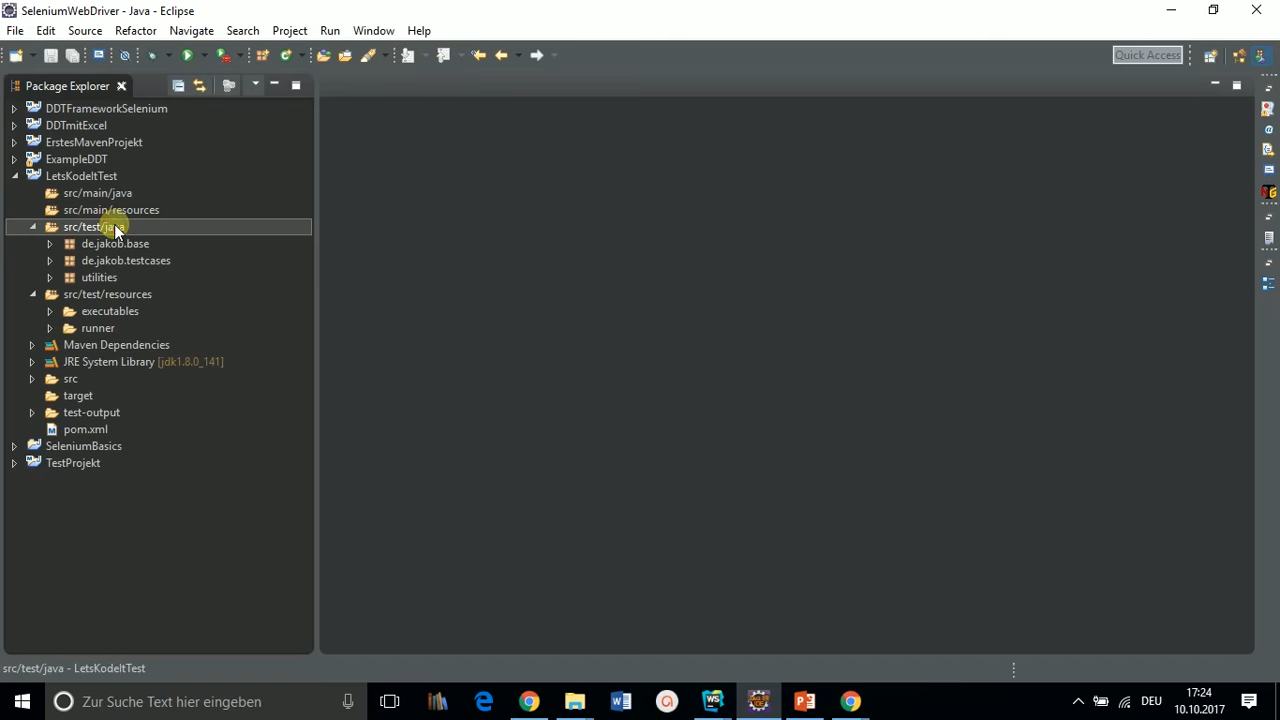 SeleniumWebDriver - Java - Eclipse
File Edit Source Refactor Navigate Search Project Run Window Help
Quick Access
Package Explorer
DDTFrameworkSelenium
DDTmitExcel
ErstesMavenProjekt
ExampleDDT
LetsKodeItTest
src/main/java
src/main/resources
src/test/java
de.jakob.base
de.jakob.testcases
utilities
src/test/resources
executables
runner
Maven Dependencies
JRE System Library [jdk1.8.0_141]
src
target
test-output
pom.xml
SeleniumBasics
TestProjekt
src/test/java - LetsKodeItTest
Zur Suche Text hier eingeben
DEU
17:24
10.10.2017